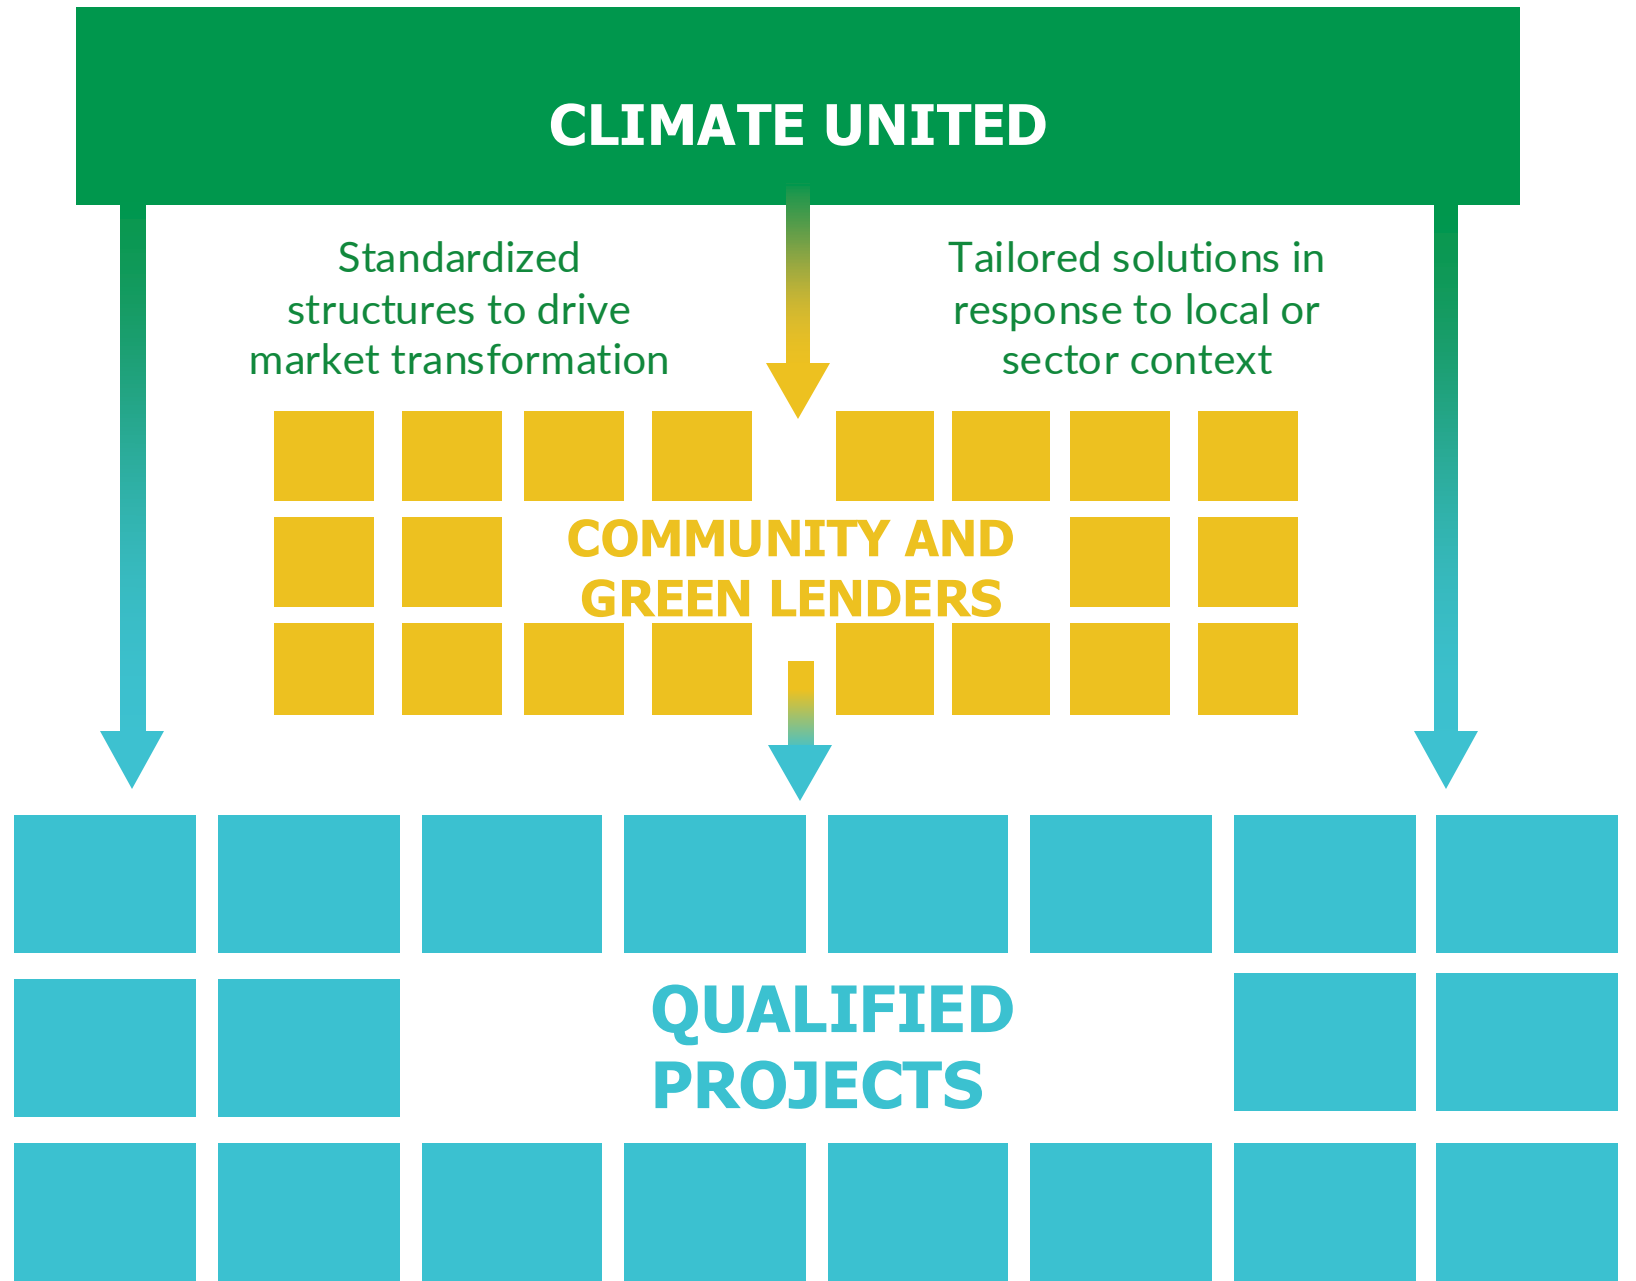 CLIMATE UNITED
Standardized
structures to drive
market transformation
Tailored solutions in
response to local or
sector context
COMMUNITY AND
GREEN LENDERS
QUALIFIED
PROJECTS